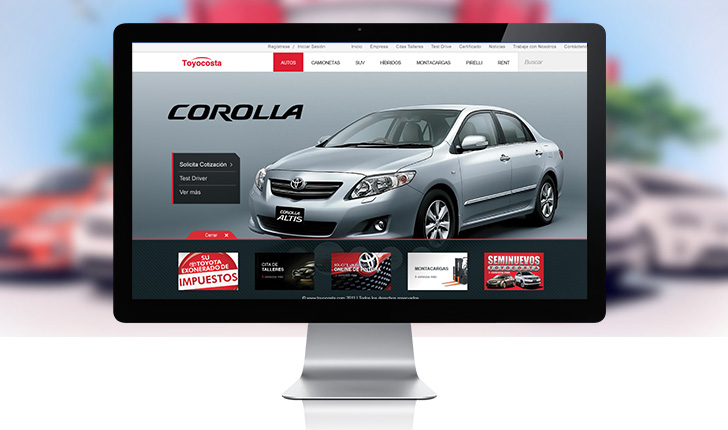 Regístrese / Iniciar Sesión Inicio Empresa Citas Talleres Test Drive Certificado Noticias Trabaje con Nosotros Contáctenos
Toyocosta AUTOS CAMIONETAS SUV HÍBRIDOS MONTACARGAS PIRELLI RENT Buscar
COROLLA
Solicita Cotización >
Test Driver
Ver más
COROLLA
ALTIS
Cerrar ×
SU
TOYOTA
EXONERADO DE
IMPUESTOS
CITA DE
TALLERES
ONLINE DE
MONTACARGAS
SEMINUEVOS
TOYOCOSTA
© www.toyocosta.com 2011 | Todos los derechos reservados